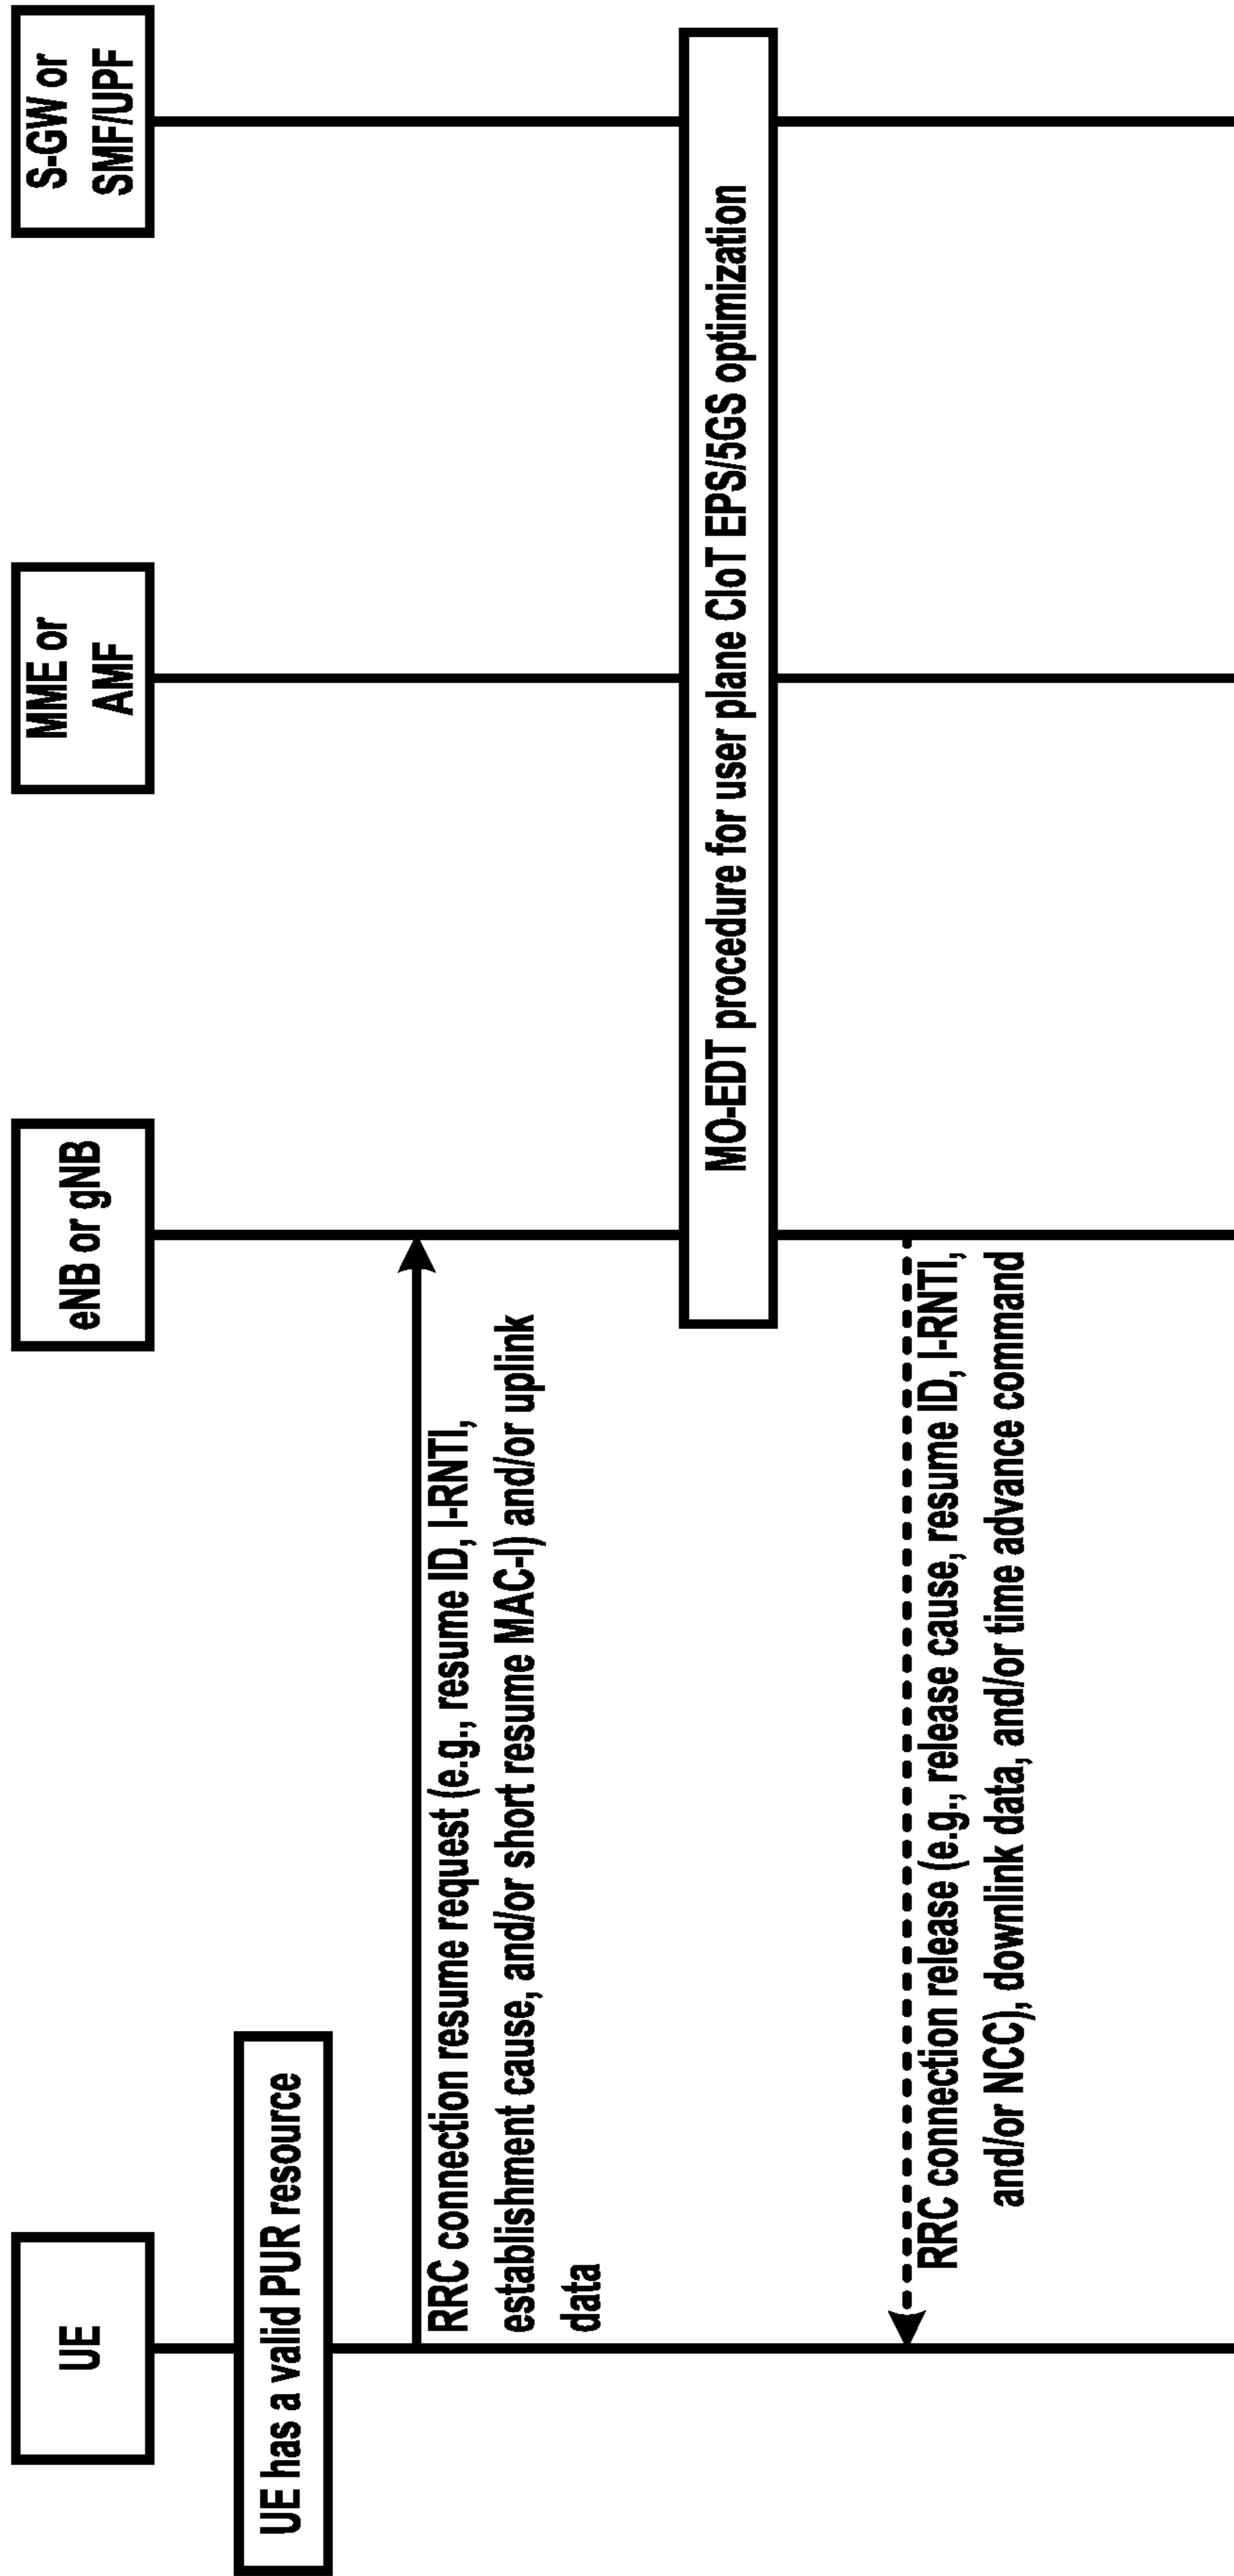 UE
eNB or gNB
MME or
AMF
S-GW or
SMF/UPF
UE has a valid PUR resource
RRC connection resume request (e.g., resume ID, I-RNTI,
establishment cause, and/or short resume MAC-I) and/or uplink
data
MO-EDT procedure for user plane CIoT EPS/5GS optimization
RRC connection release (e.g., release cause, resume ID, I-RNTI,
and/or NCC), downlink data, and/or time advance command